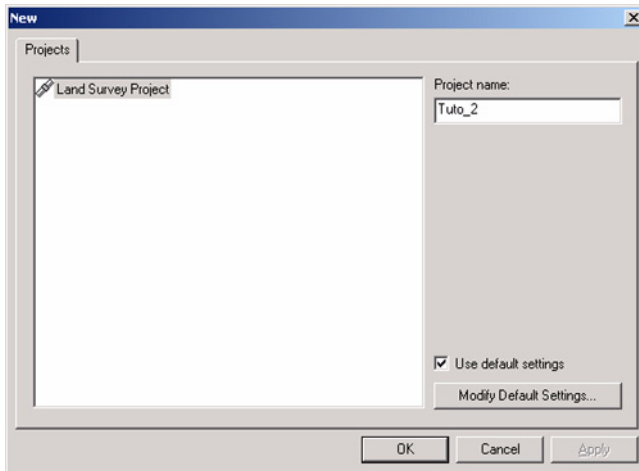 New
Projects
Land Survey Project
Project name:
Tuto_2
Use default settings
Modify Default Settings...
OK
Cancel
Apply